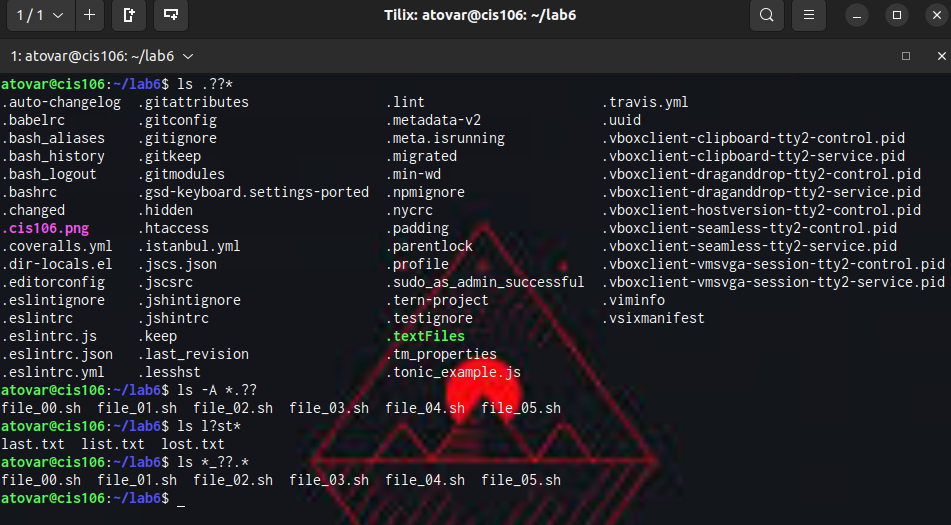 1 / 1
Tilix: atovar@cis106: ~/lab6
1: atovar@cis106: ~/lab6
atovar@cis106:~/lab6$ ls .??*
.auto-changelog  .gitattributes                .lint                      .travis.yml
.babelrc         .gitconfig                    .metadata-v2               .uuid
.bash_aliases    .gitignore                    .meta.isrunning            .vboxclient-clipboard-tty2-control.pid
.bash_history    .gitkeep                      .migrated                  .vboxclient-clipboard-tty2-service.pid
.bash_logout     .gitmodules                   .min-wd                    .vboxclient-draganddrop-tty2-control.pid
.bashrc          .gsd-keyboard.settings-ported .npmignore                 .vboxclient-draganddrop-tty2-service.pid
.changed         .hidden                       .nycrc                     .vboxclient-hostversion-tty2-control.pid
.cis106.png      .htaccess                     .padding                   .vboxclient-seamless-tty2-control.pid
.coveralls.yml   .istanbul.yml                 .parentlock                .vboxclient-seamless-tty2-service.pid
.dir-locals.el   .jscs.json                    .profile                   .vboxclient-vmsvga-session-tty2-control.pid
.editorconfig    .jscsrc                       .sudo_as_admin_successful  .vboxclient-vmsvga-session-tty2-service.pid
.eslintignore    .jshintignore                 .tern-project              .viminfo
.eslintrc        .jshintrc                     .testignore                .vsixmanifest
.eslintrc.js     .keep                         .textFiles
.eslintrc.json   .last_revision                .tm_properties
.eslintrc.yml    .lesshst                      .tonic_example.js
atovar@cis106:~/lab6$ ls -A *.??
file_00.sh  file_01.sh  file_02.sh  file_03.sh  file_04.sh  file_05.sh
atovar@cis106:~/lab6$ ls l?st*
last.txt  list.txt  lost.txt
atovar@cis106:~/lab6$ ls *_??.*
file_00.sh  file_01.sh  file_02.sh  file_03.sh  file_04.sh  file_05.sh
atovar@cis106:~/lab6$ _